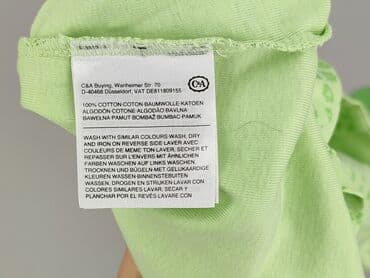 C&A
C&A Buying, Wanheimer Str. 70
D-40468 Düsseldorf, VAT DE811809155
100% COTTON-COTON-BAUMWOLLE-KATOEN
ALGODÓN-COTONE-ALGODÃO-BAVLNA
BAWEŁNA-PAMUT-BOMBAŽ-BUMBAC-PAMUK
WASH WITH SIMILAR COLOURS-WASH, DRY
AND IRON ON REVERSE SIDE-LAVER AVEC
COULEURS DE MEME TON-LAVER, SECHER ET
REPASSER SUR L'ENVERS-MIT ÄHNLICHEN
FARBEN WASCHEN-AUF LINKS WASCHEN,
TROCKNEN UND BÜGELN-MET GELIJKAARDIGE
KLEUREN WASSEN-BINNENSTEBUITEN
WASSEN, DROGEN EN STRIJKEN-LAVAR CON
COLORES SIMILARES-LAVAR, SECAR Y
PLANCHAR POR EL REVÉS-LAVARE CON